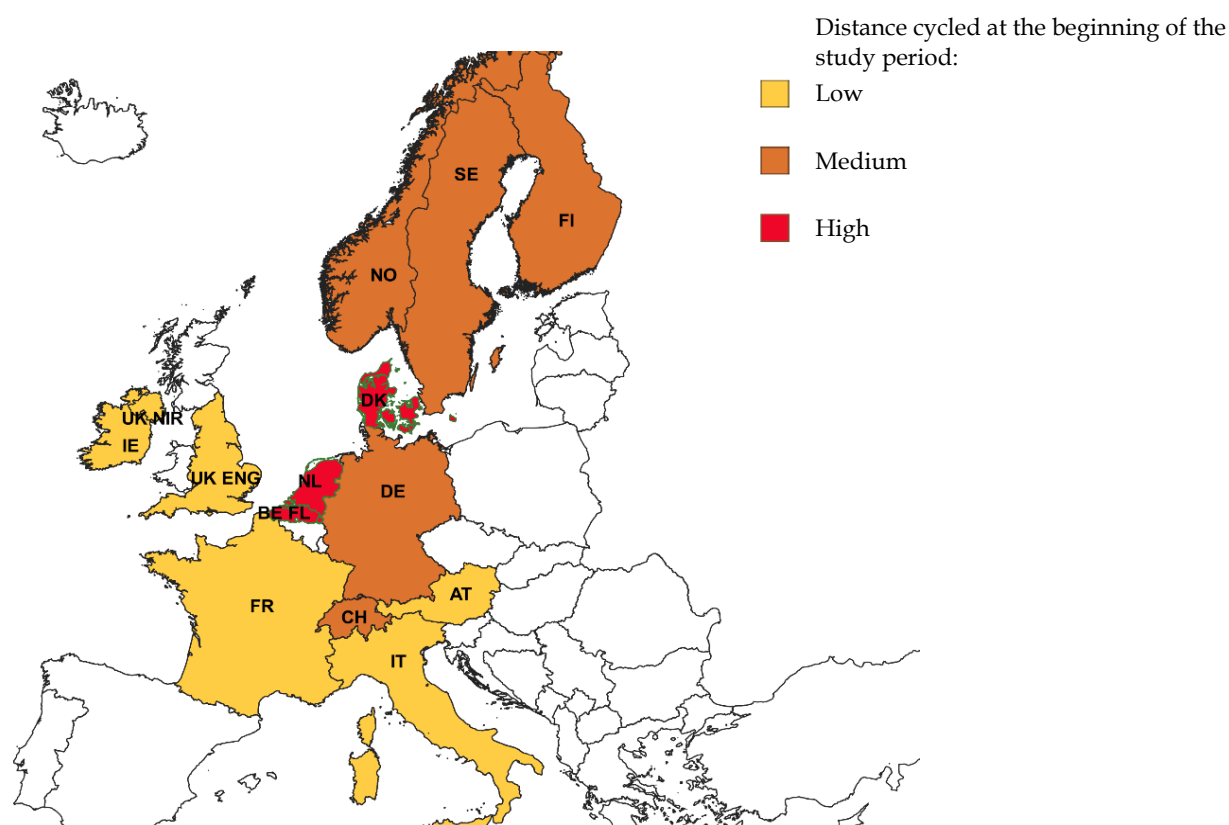 Distance cycled at the beginning of the
study period:
Low
Medium
High
SE
FI
NO
DK
UK NIR
IE
UK ENG
NL
DE
BE FL
AT
FR
CH
IT